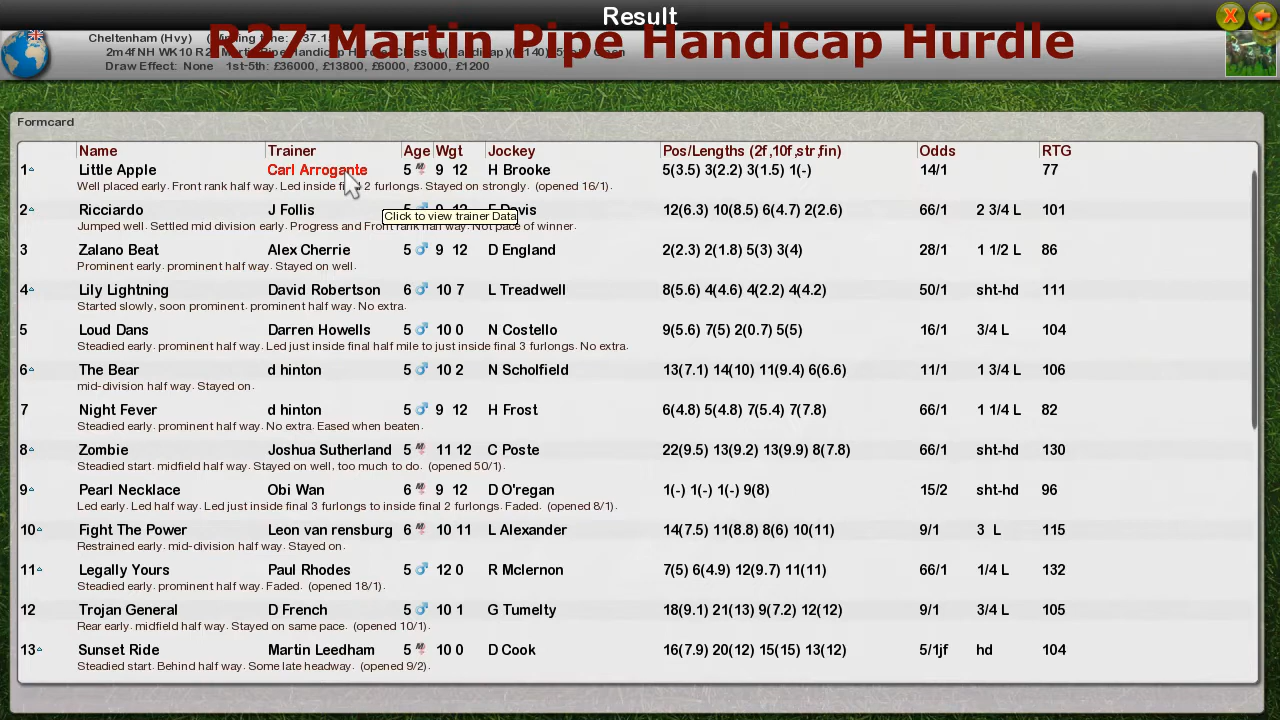 Result
R27 Martin Pipe Handicap Hurdle
Cheltenham (Hvy)
2m4f NH WK10
Draw Effect: None 1st-5th: £36000, £13800, £6000, £3000, £1200
Formcard
Name Trainer Age Wgt Jockey Pos/Lengths (2f,10f,str,fin) Odds RTG
1 Little Apple Carl Arrogante 5 9 12 H Brooke 5(3.5) 3(2.2) 3(1.5) 1(-) 14/1 77
Well placed early. Front rank half way. Led inside 2 furlongs. Stayed on strongly. (opened 16/1).
2 Ricciardo J Follis 5 9 12 Davis 12(6.3) 10(8.5) 6(4.7) 2(2.6) 66/1 2 3/4 L 101
Click to view trainer Data
Jumped well. Settled mid division early. Progress and Front rank half way. Not pace of winner.
3 Zalano Beat Alex Cherrie 5 9 12 D England 2(2.3) 2(1.8) 5(3) 3(4) 28/1 1 1/2 L 86
Prominent early. prominent half way. Stayed on well.
4 Lily Lightning David Robertson 6 10 7 L Treadwell 8(5.6) 4(4.6) 4(2.2) 4(4.2) 50/1 sht-hd 111
Started slowly, soon prominent. prominent half way. No extra.
5 Loud Dans Darren Howells 5 10 0 N Costello 9(5.6) 7(5) 2(0.7) 5(5) 16/1 3/4 L 104
Steadied early. prominent half way. Led just inside final half mile to just inside final 3 furlongs. No extra.
6 The Bear d hinton 5 10 2 N Scholfield 13(7.1) 14(10) 11(9.4) 6(6.6) 11/1 1 3/4 L 106
mid-division half way. Stayed on.
7 Night Fever d hinton 5 9 12 H Frost 6(4.8) 5(4.8) 7(5.4) 7(7.8) 66/1 1 1/4 L 82
Steadied early. prominent half way. No extra. Eased when beaten.
8 Zombie Joshua Sutherland 5 11 12 C Poste 22(9.5) 13(9.2) 13(9.9) 8(7.8) 66/1 sht-hd 130
Steadied start. midfield half way. Stayed on well, too much to do. (opened 50/1).
9 Pearl Necklace Obi Wan 6 9 12 D O'regan 1(-) 1(-) 1(-) 9(8) 15/2 sht-hd 96
Led early. Led half way. Led just inside final 3 furlongs to inside final 2 furlongs. Faded. (opened 8/1).
10 Fight The Power Leon van rensburg 6 10 11 L Alexander 14(7.5) 11(8.8) 8(6) 10(11) 9/1 3 L 115
Restrained early. mid-division half way. Stayed on.
11 Legally Yours Paul Rhodes 5 12 0 R Mclernon 7(5) 6(4.9) 12(9.7) 11(11) 66/1 1/4 L 132
Steadied early. prominent half way. Faded. (opened 18/1).
12 Trojan General D French 5 10 1 G Tumelty 18(9.1) 21(13) 9(7.2) 12(12) 9/1 3/4 L 105
Rear early. midfield half way. Stayed on same pace. (opened 10/1).
13 Sunset Ride Martin Leedham 5 10 0 D Cook 16(7.9) 20(12) 15(15) 13(12) 5/1jf hd 104
Steadied start. Behind half way. Some late headway. (opened 9/2).